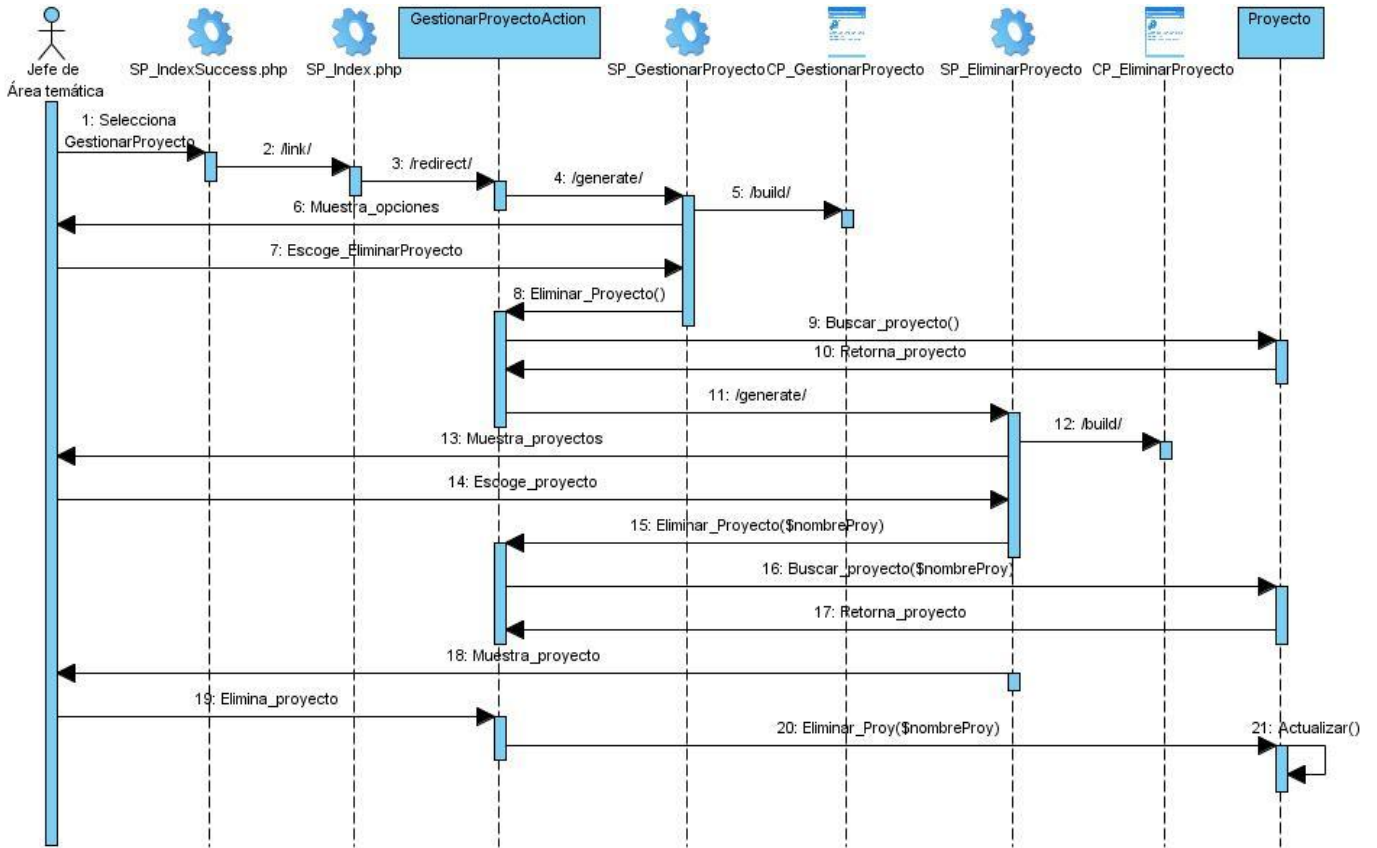 GestionarProyectoAction
Proyecto
Jefe de
Área temática
SP_IndexSuccess.php
SP_Index.php
SP_GestionarProyecto
CP_GestionarProyecto
SP_EliminarProyecto
CP_EliminarProyecto
1: Selecciona
GestionarProyecto
2: /link/
3: /redirect/
4: /generate/
5: /build/
6: Muestra_opciones
7: Escoge_EliminarProyecto
8: Eliminar_Proyecto()
9: Buscar_proyecto()
10: Retorna_proyecto
11: /generate/
12: /build/
13: Muestra_proyectos
14: Escoge_proyecto
15: Eliminar_Proyecto($nombreProy)
16: Buscar_proyecto($nombreProy)
17: Retorna_proyecto
18: Muestra_proyecto
19: Elimina_proyecto
20: Eliminar_Proy($nombreProy)
21: Actualizar()